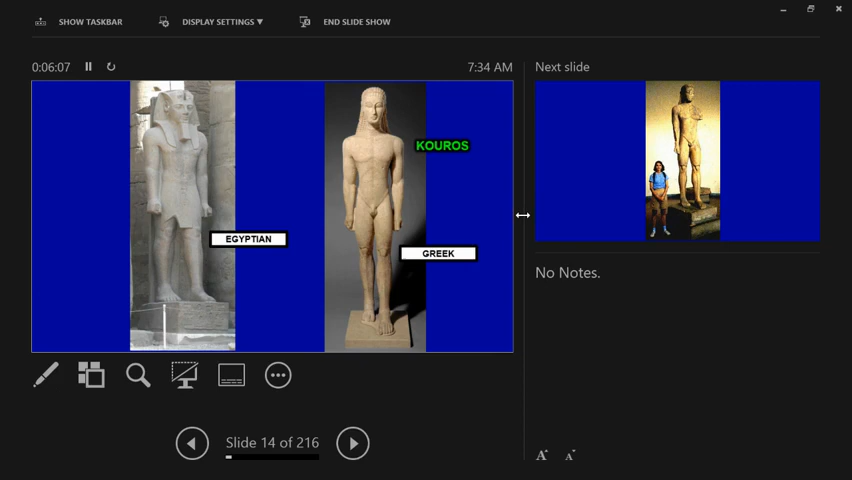 SHOW TASKBAR
DISPLAY SETTINGS ▼
END SLIDE SHOW
0:06:07
7:34 AM
Next slide
KOUROS
EGYPTIAN
GREEK
No Notes.
Slide 14 of 216
A A